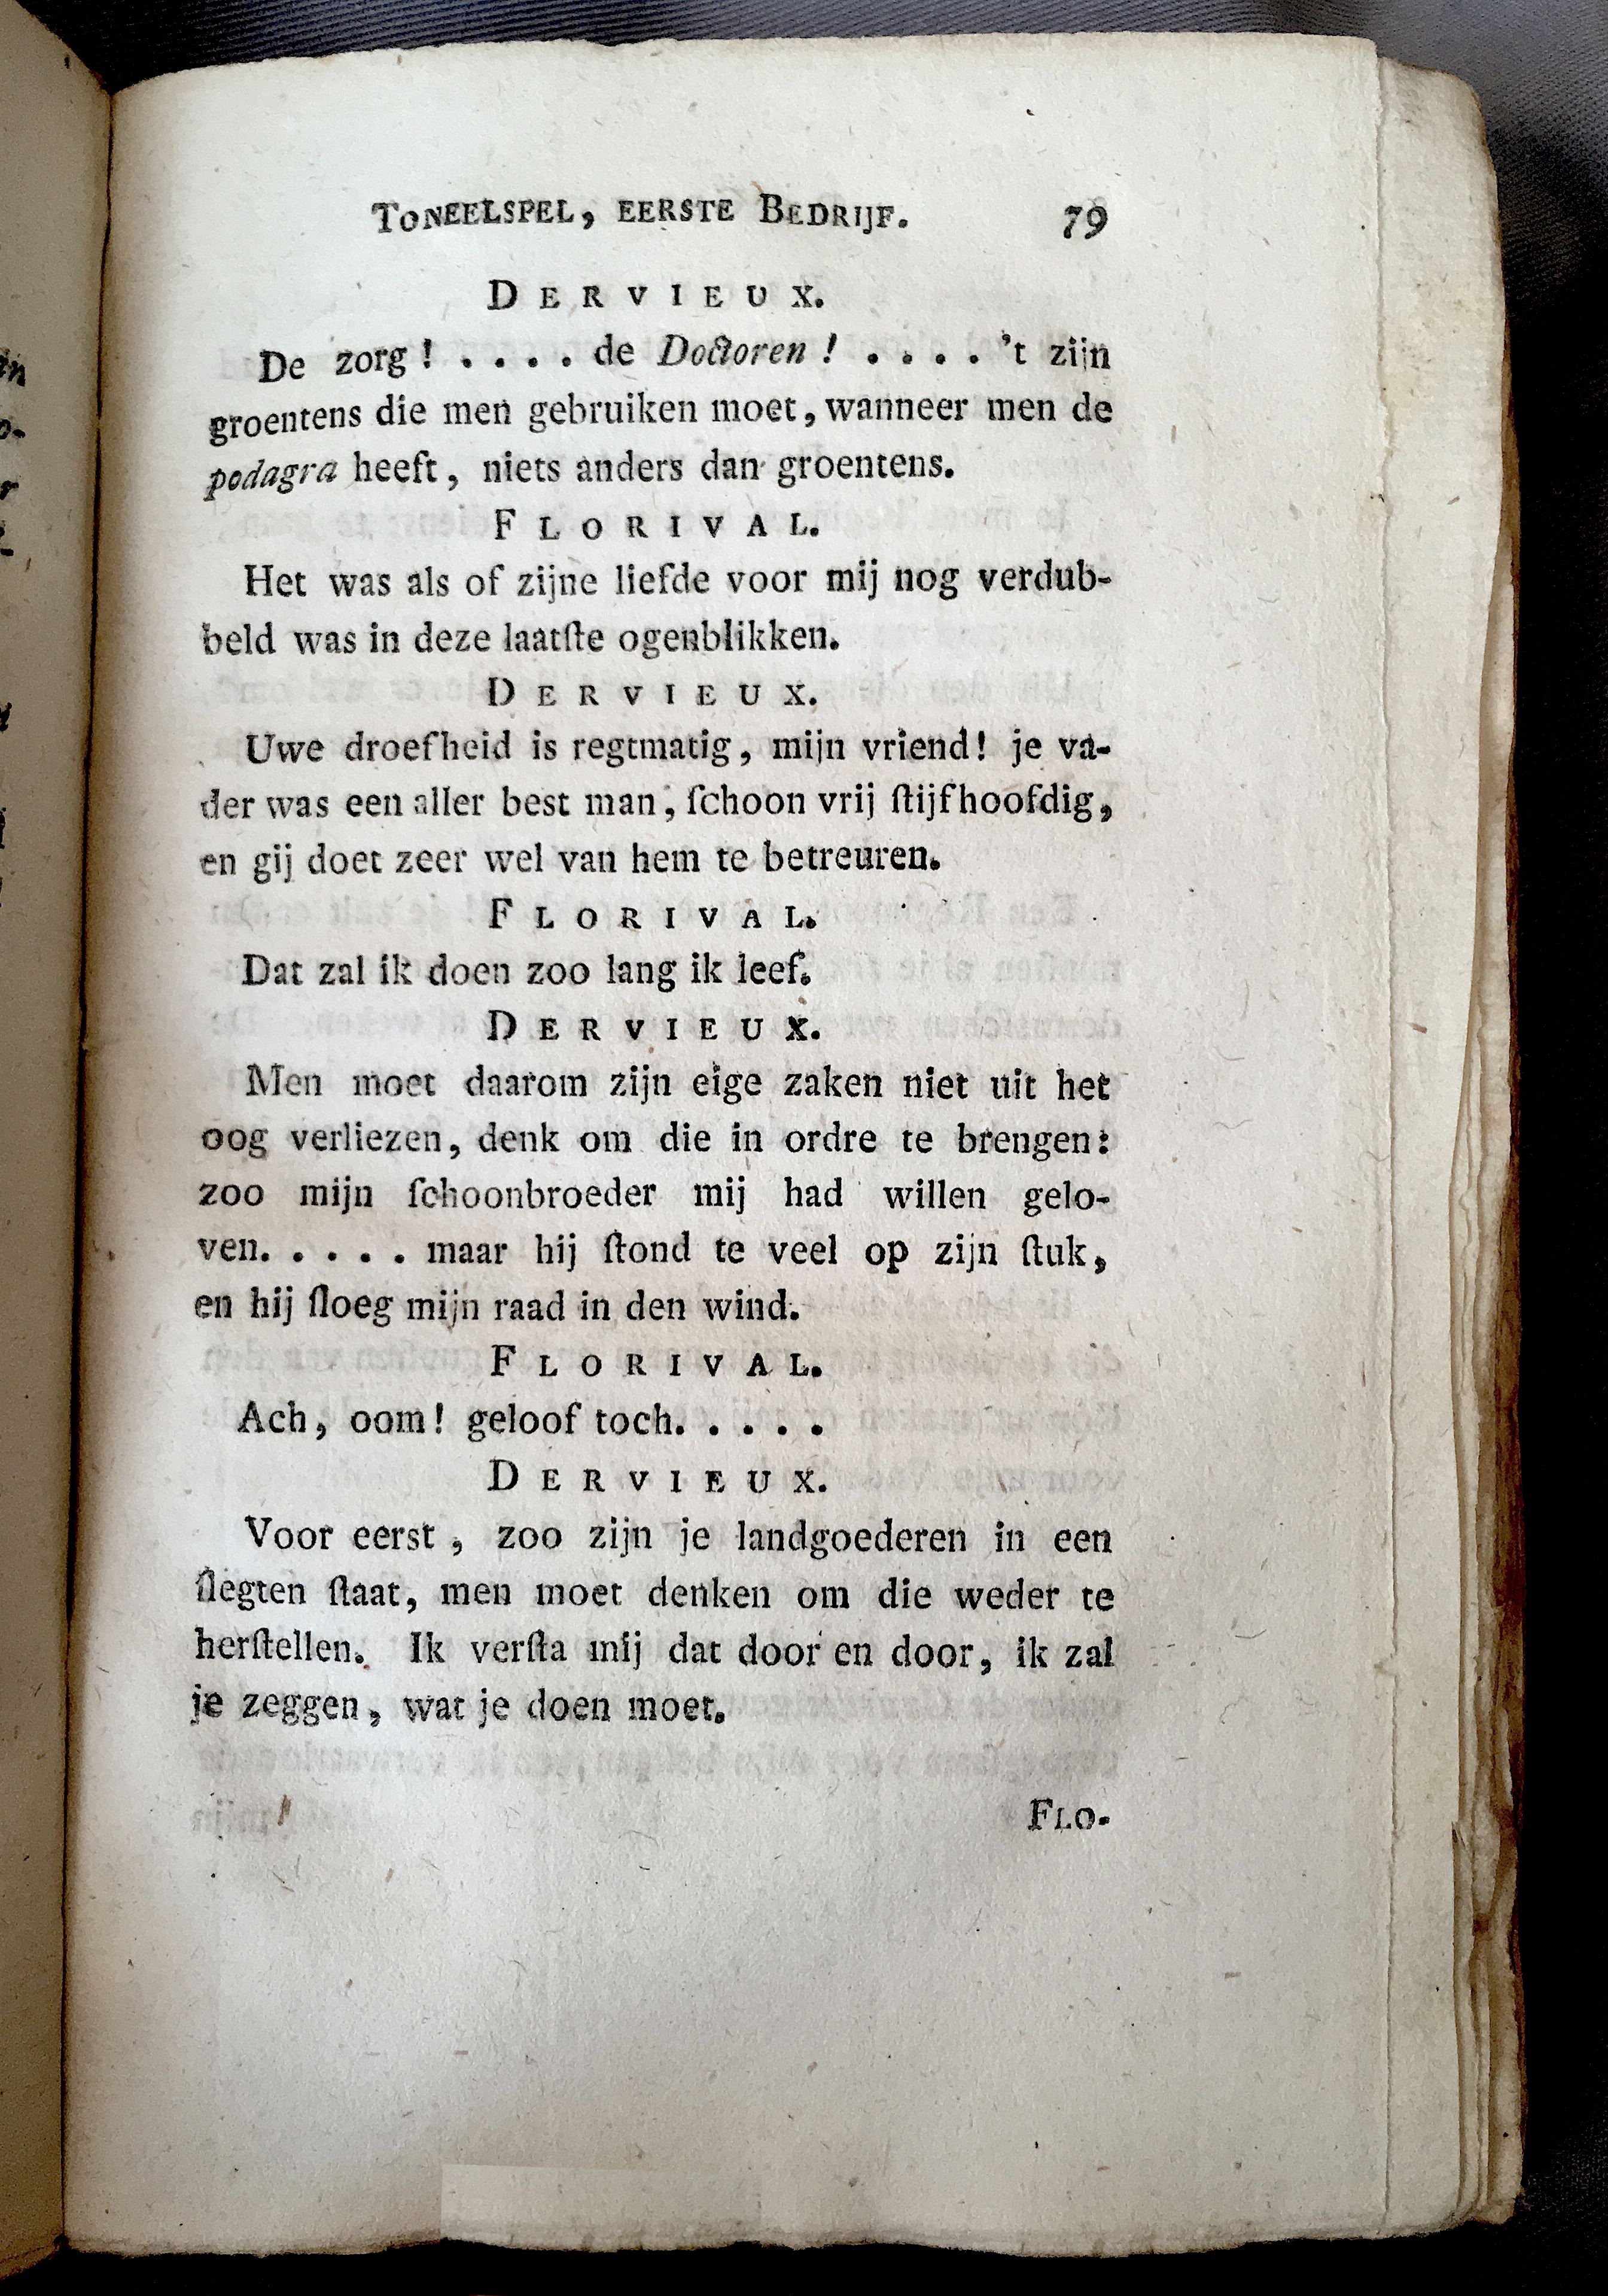 TONEELSPEL, EERSTE BEDRIJF. 79
DERVIEUX.
De zorg! . . . . de Doctoren! . . . . 't zijn
groentens die men gebruiken moet, wanneer men de
podagra heeft, niets anders dan groentens.
FLORIVAL.
Het was als of zijne liefde voor mij nog verdub-
beld was in deze laatſte ogenblikken.
DERVIEUX.
Uwe droefheid is regtmatig, mijn vriend! je va-
der was een aller best man, ſchoon vrij ſtijfhoofdig,
en gij doet zeer wel van hem te betreuren.
FLORIVAL.
Dat zal ik doen zoo lang ik leef.
DERVIEUX.
Men moet daarom zijn eige zaken niet uit het
oog verliezen, denk om die in ordre te brengen:
zoo mijn ſchoonbroeder mij had willen gelo-
ven. . . . . maar hij ſtond te veel op zijn ſtuk,
en hij ſloeg mijn raad in den wind.
FLORIVAL.
Ach, oom! geloof toch. . . . .
DERVIEUX.
Voor eerst, zoo zijn je landgoederen in een
ſlegten ſtaat, men moet denken om die weder te
herſtellen. Ik verſta mij dat door en door, ik zal
je zeggen, wat je doen moet.
FLO-